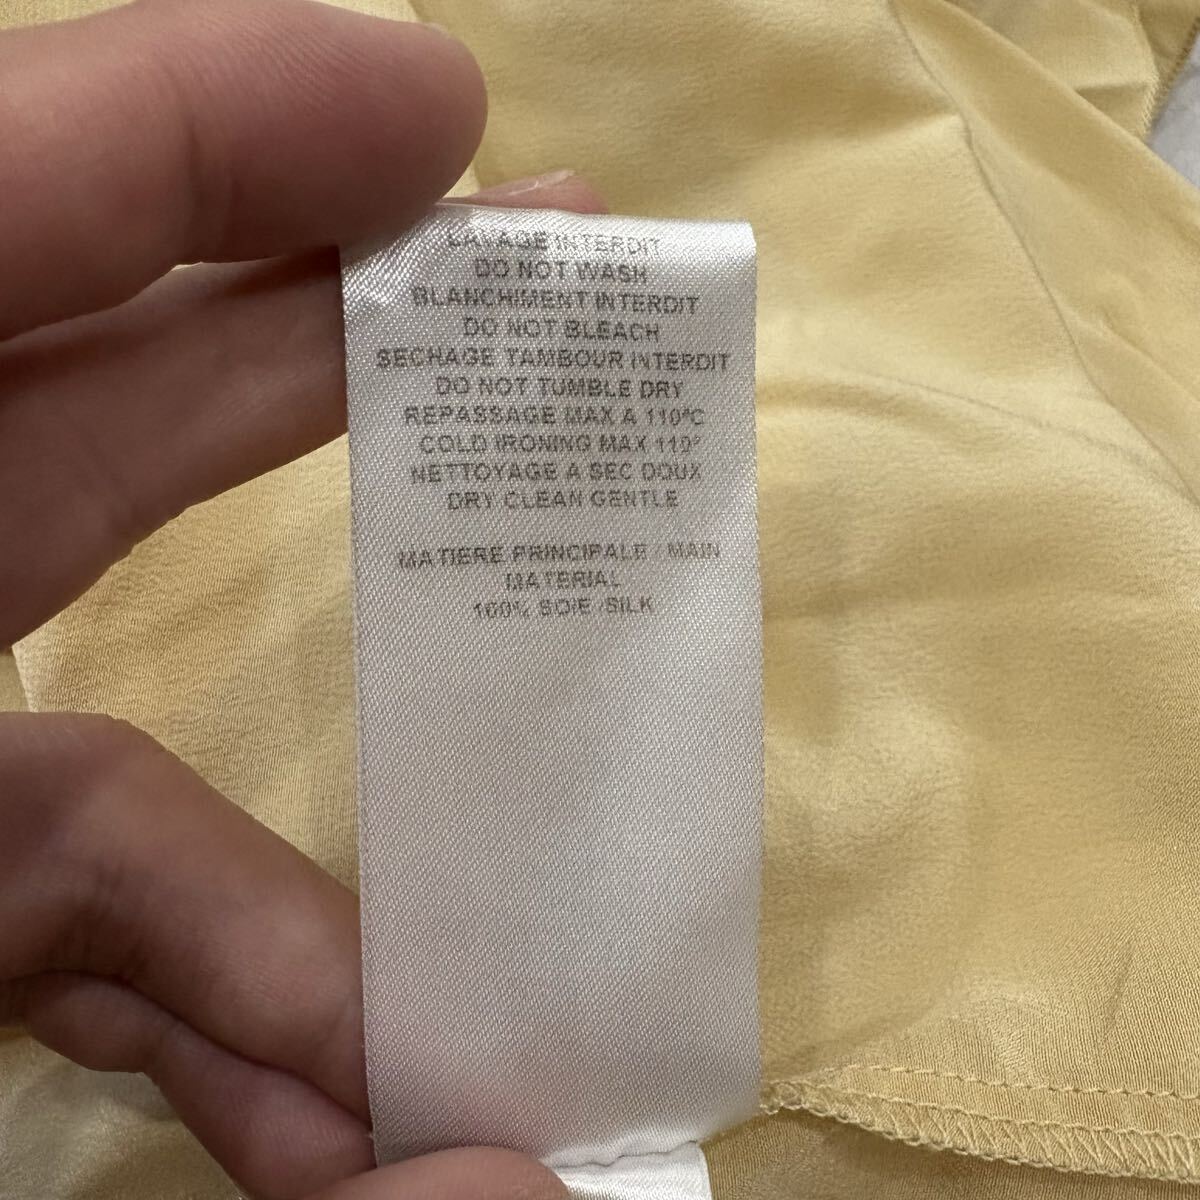 LAVAGE INTERDIT
DO NOT WASH
BLANCHIMENT INTERDIT
DO NOT BLEACH
SECHAGE TAMBOUR INTERDIT
DO NOT TUMBLE DRY
REPASSAGE MAX A 110°C
COLD IRONING MAX 110°
NETTOYAGE A SEC DOUX
DRY CLEAN GENTLE
MATIERE PRINCIPALE / MAIN
MATERIAL
100% SOIE /SILK